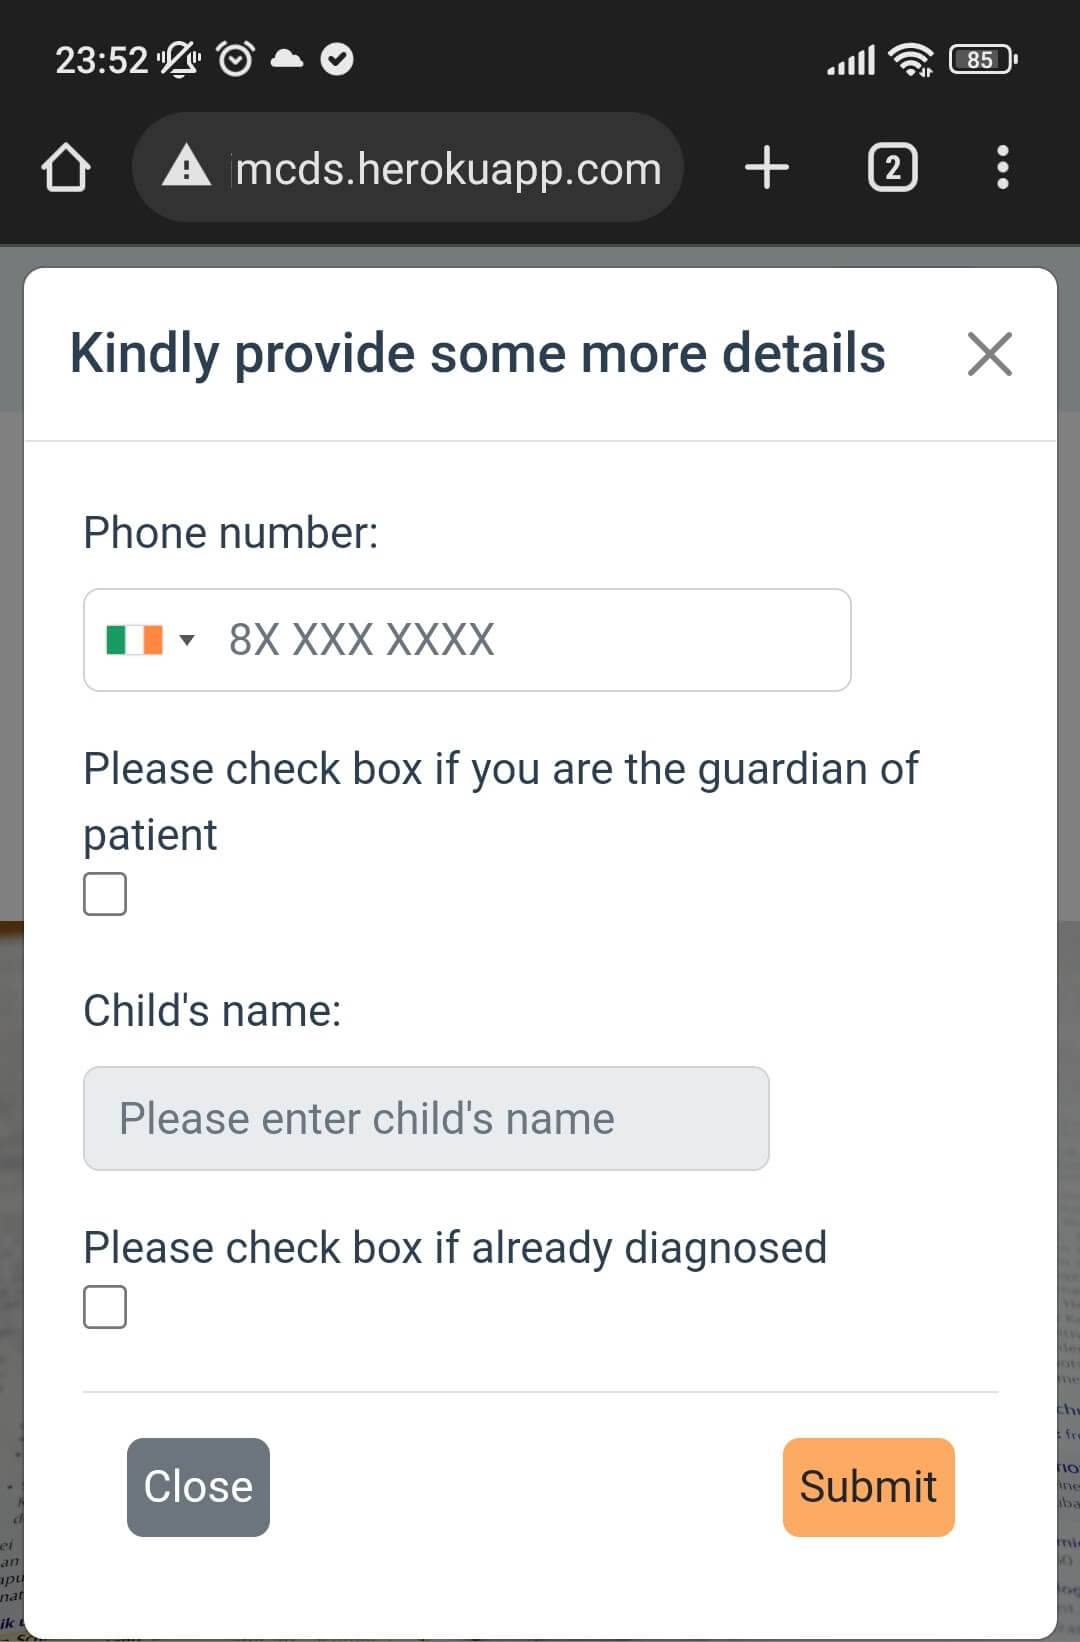 23:52
85
mcds.herokuapp.com
2
Kindly provide some more details
Phone number:
8X XXX XXXX
Please check box if you are the guardian of
patient
Child's name:
Please enter child's name
Please check box if already diagnosed
Close
Submit